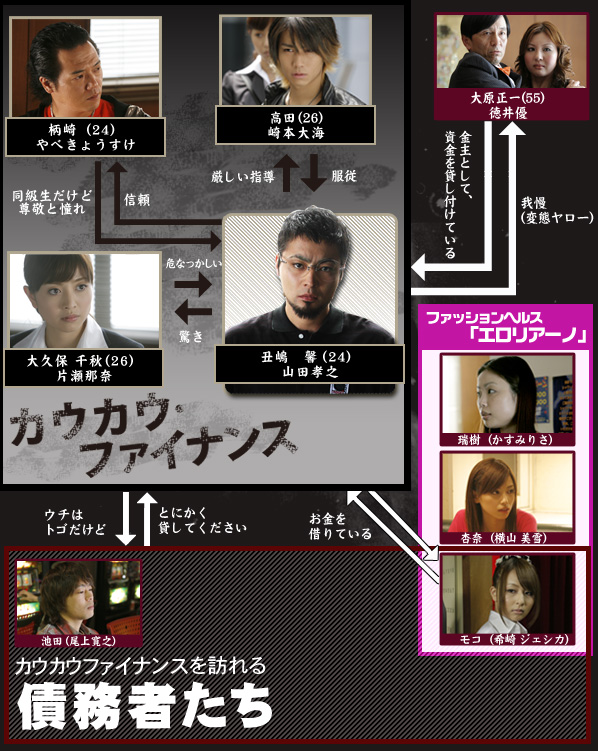 柄崎 (24)
やべきょうすけ
高田(26)
崎本大海
大原正一(55)
徳井優
同級生だけど
尊敬と憧れ
信頼
厳しい指導
服従
金主として、
資金を貸し付けている
我慢
(変態ヤロー)
危なつかしい
驚き
大久保 千秋(26)
片瀬那奈
丑嶋 馨(24)
山田孝之
カウカウ・
ファイナンス
ファッションヘルス
「エロリアーノ」
瑞樹 (かすみりさ)
杏奈 (横山 美雪)
モコ (希崎 ジェシカ)
ウチは
トゴだけど
とにかく
貸してください
お金を
借りている
池田(尾上寛之)
カウカウファイナンスを訪れる
債務者たち